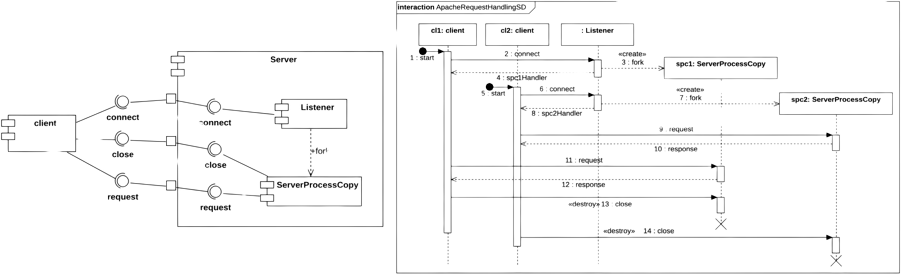 Server
connect
connect
Listener
client
close
close
ServerProcessCopy
request
request
interaction ApacheRequestHandlingSD
cl1: client
cl2: client
: Listener
1 : start
2 : connect
«create»
3 : fork
spc1: ServerProcessCopy
4 : spc1Handler
5 : start
6 : connect
«create»
7 : fork
spc2: ServerProcessCopy
8 : spc2Handler
9 : request
10 : response
11 : request
12 : response
«destroy» 13 : close
«destroy» 14 : close